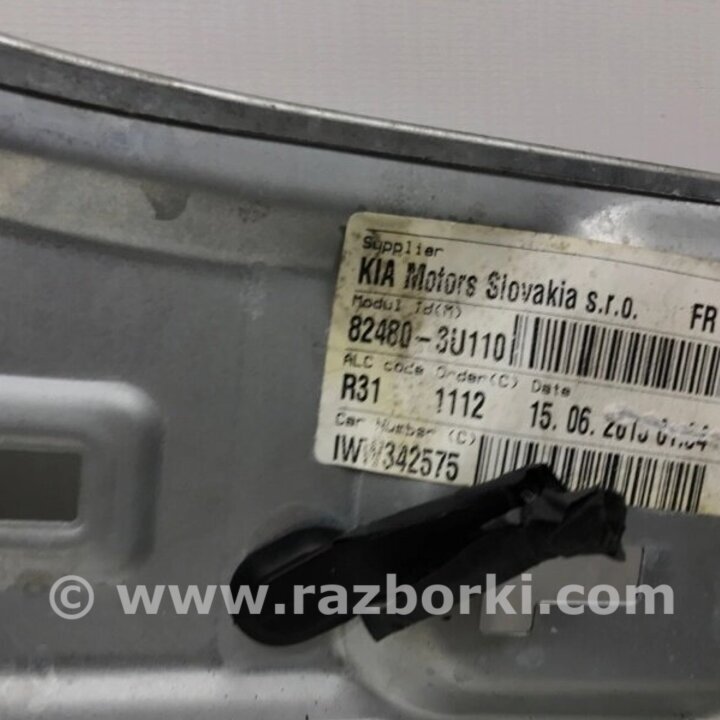 Supplier
KIA Motors Slovakia s.r.o. FR
Modul id(M)
82480-3U110
ALC code Order(C) Date
R31 1112 15. 06.
Car Number (C)
IWW342575
© www.razborki.com